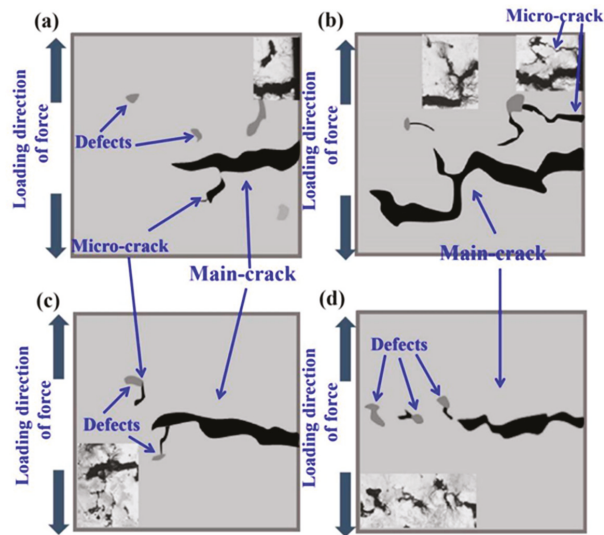 (a)
Loading direction
of force
Defects
Micro-crack
Main-crack
(b)
Micro-crack
Loading direction
of force
Main-crack
(c)
Loading direction
of force
Defects
(d)
Loading direction
of force
Defects